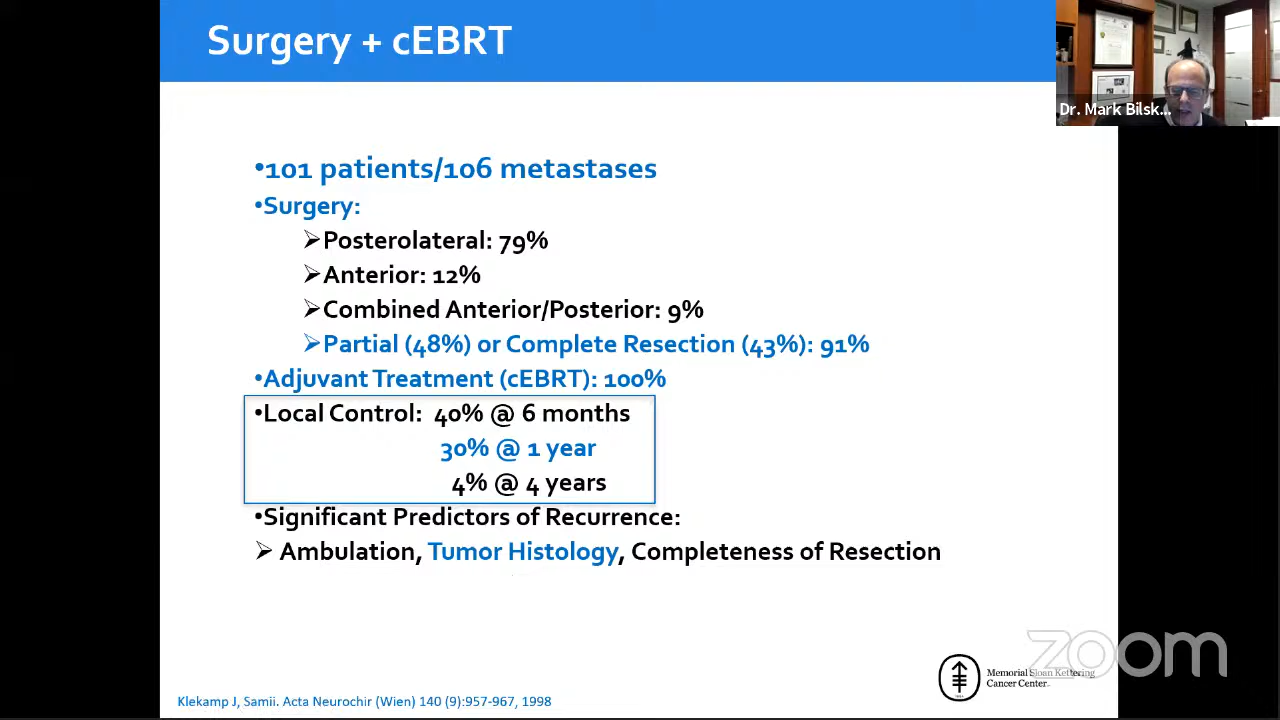 Surgery + cEBRT
Dr. Mark Bilsk...
•101 patients/106 metastases
•Surgery:
➢Posterolateral: 79%
➢Anterior: 12%
➢Combined Anterior/Posterior: 9%
➢Partial (48%) or Complete Resection (43%): 91%
•Adjuvant Treatment (cEBRT): 100%
•Local Control: 40% @ 6 months
30% @ 1 year
4% @ 4 years
•Significant Predictors of Recurrence:
➢ Ambulation, Tumor Histology, Completeness of Resection
zoom
Memorial Sloan Kettering
Cancer Center
Klekamp J, Samii. Acta Neurochir (Wien) 140 (9):957-967, 1998